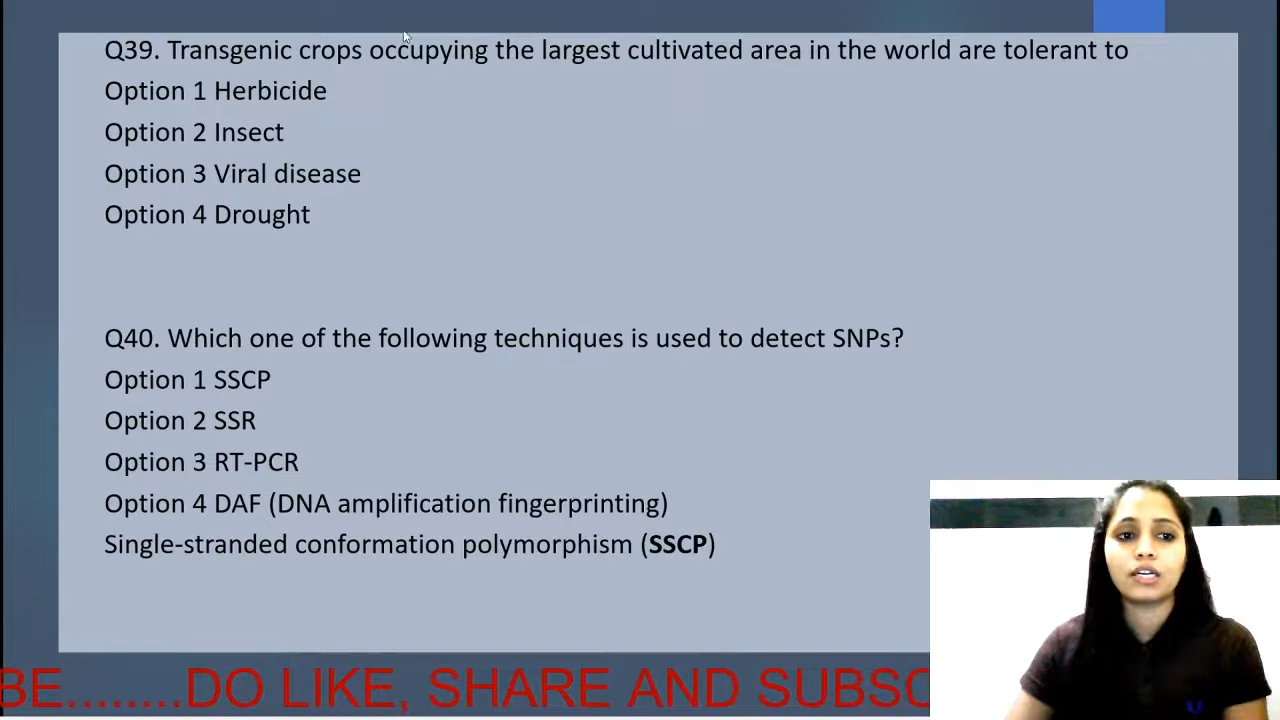 Q39. Transgenic crops occupying the largest cultivated area in the world are tolerant to
Option 1 Herbicide
Option 2 Insect
Option 3 Viral disease
Option 4 Drought
Q40. Which one of the following techniques is used to detect SNPs?
Option 1 SSCP
Option 2 SSR
Option 3 RT-PCR
Option 4 DAF (DNA amplification fingerprinting)
Single-stranded conformation polymorphism (SSCP)
BE........DO LIKE, SHARE AND SUBSC